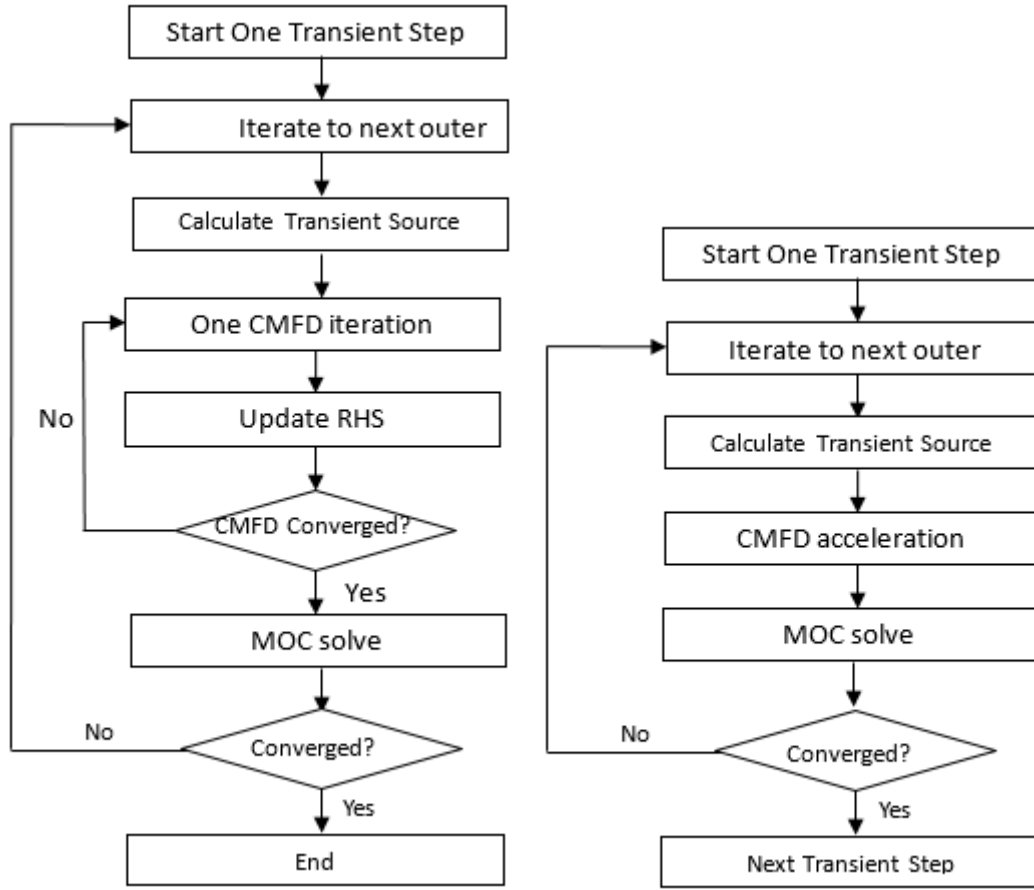 Start One Transient Step
Iterate to next outer
Calculate Transient Source
One CMFD iteration
No
Update RHS
CMFD Converged?
Yes
MOC solve
No
Converged?
Yes
End
Start One Transient Step
Iterate to next outer
Calculate Transient Source
CMFD acceleration
MOC solve
No
Converged?
Yes
Next Transient Step